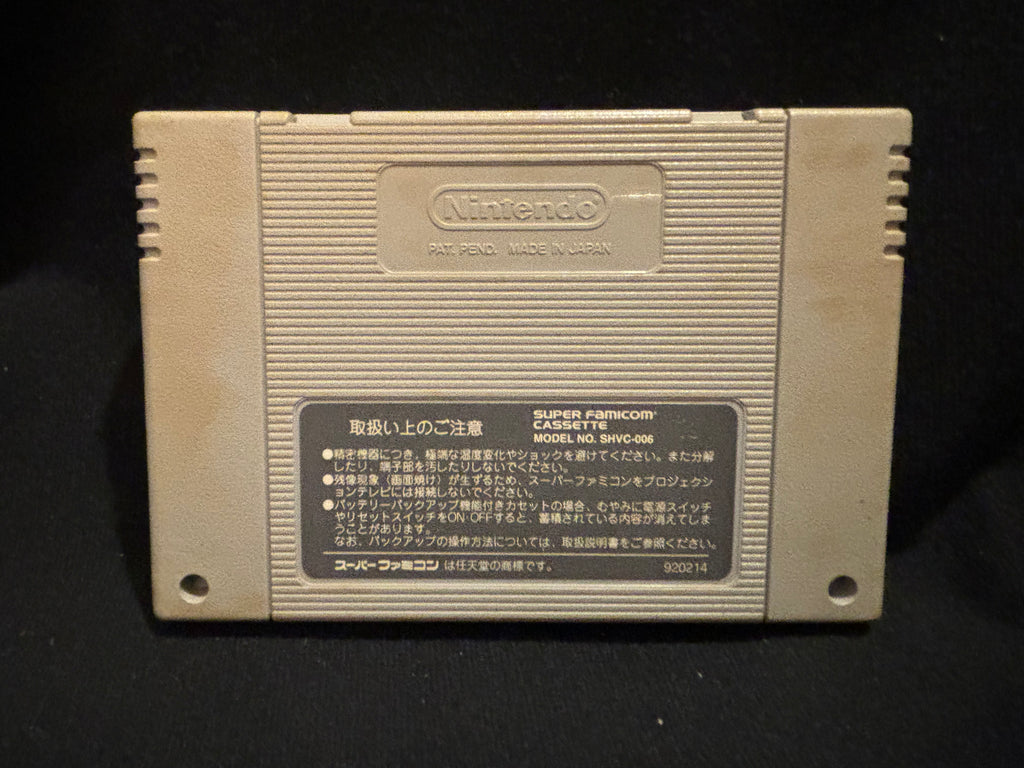 Nintendo
PAT. PEND. MADE IN JAPAN
取扱い上のご注意
SUPER FAMICOM
CASSETTE
MODEL NO. SHVC-006
●精密機器につき、極端な温度変化やショックを避けてください。また分解
したり、端子部を汚したりしないでください。
●残像現象(画面焼け)が生ずるため、スーパーファミコンをプロジェクシ
ョンテレビには接続しないでください。
●バッテリーバックアップ機能付きカセットの場合、むやみに電源スイッチ
やリセットスイッチをON・OFFすると、蓄積されている内容が消えてしま
うことがあります。
なお、バックアップの操作方法については、取扱説明書をご参照ください。
スーパーファミコン は任天堂の商標です。
920214